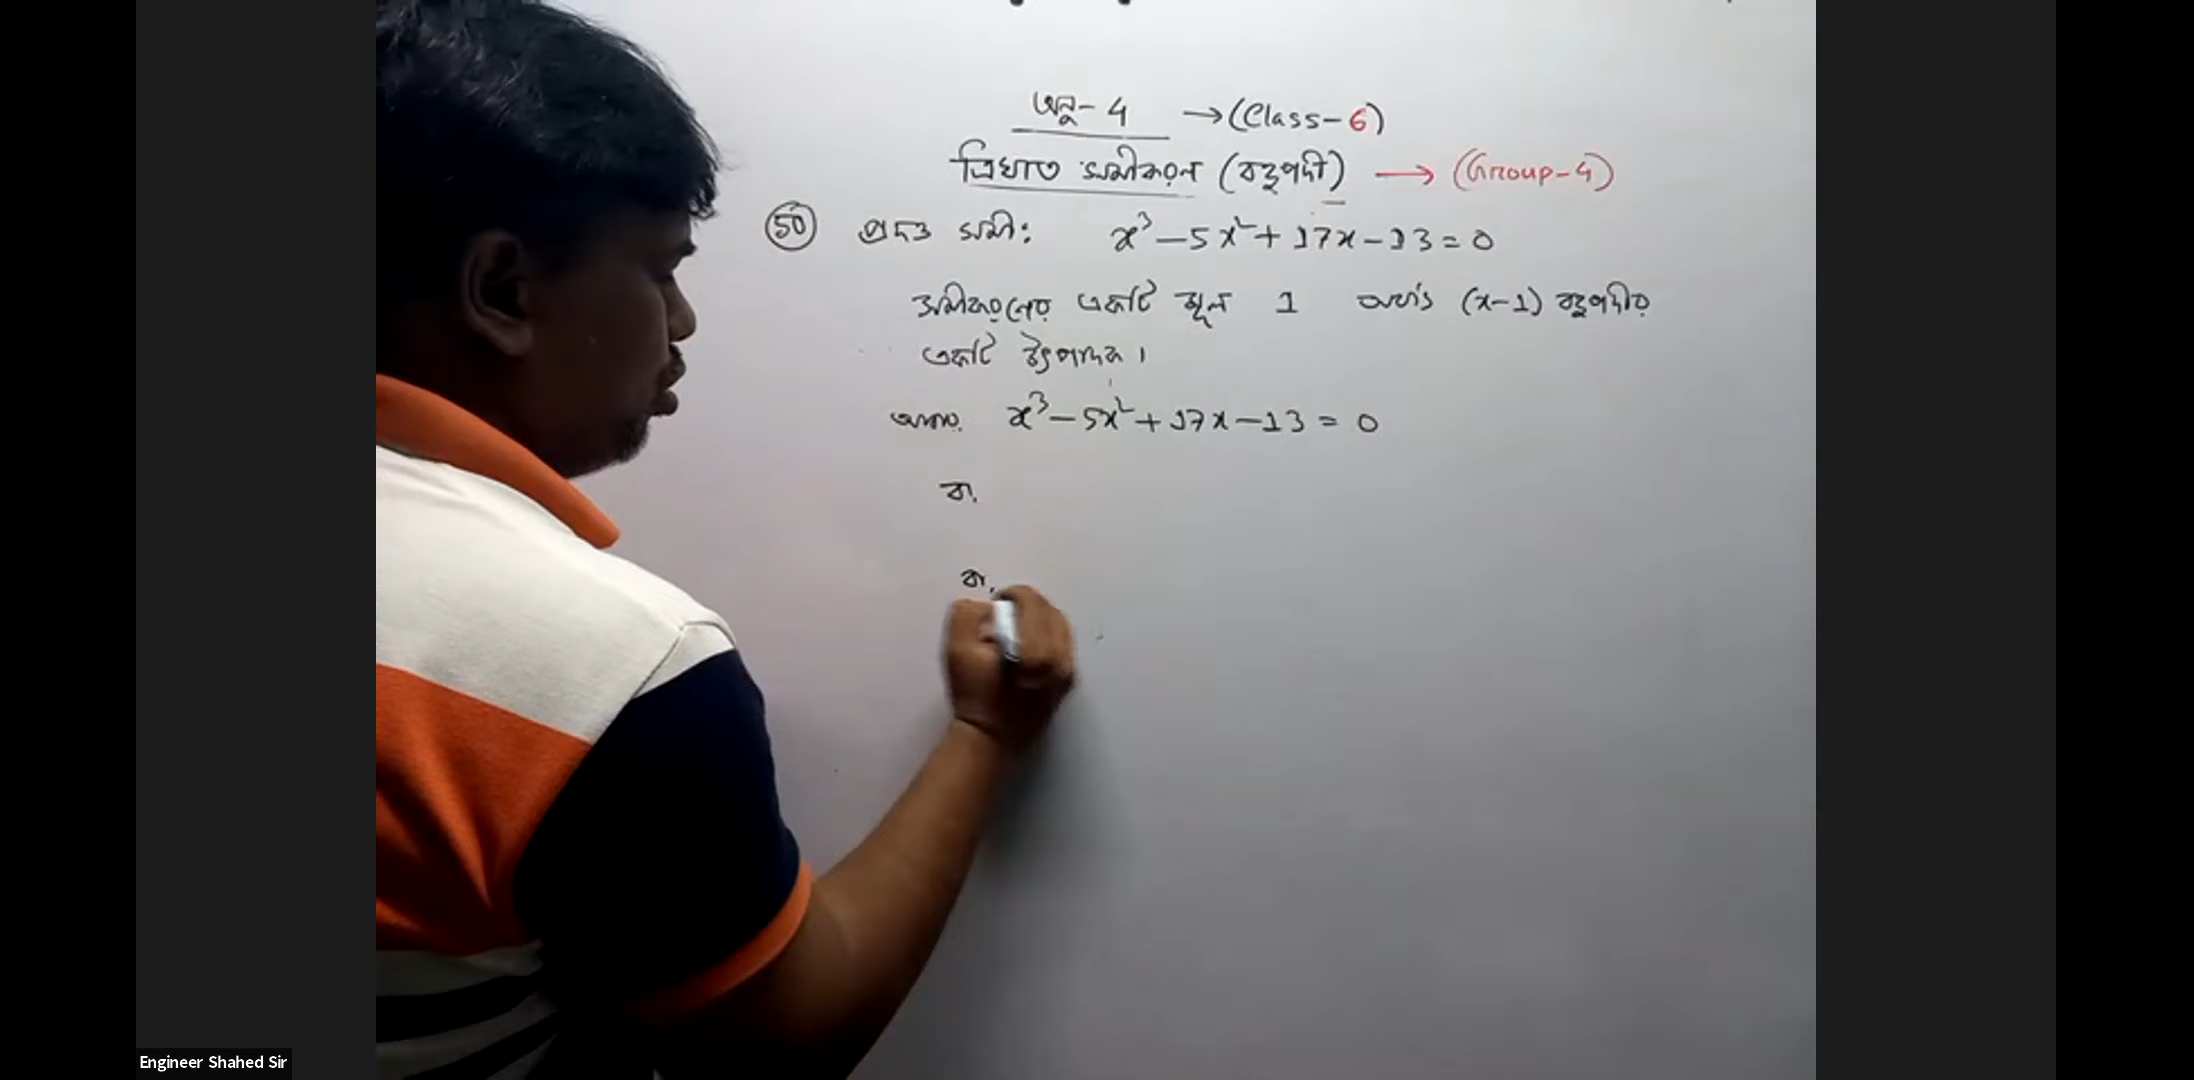 অনু-4 → (Class-6)
ত্রিঘাত সমীকরণ (বহুপদী) → (Group-4)
50 প্রদত্ত সমী: x³-5x²+17x-13=0
সমীকরণের একটি মূল 1 অর্থাৎ (x-1) বহুপদীর
একটি উৎপাদক।
x³-5x²+17x-13=0
বা,
বা,
Engineer Shahed Sir